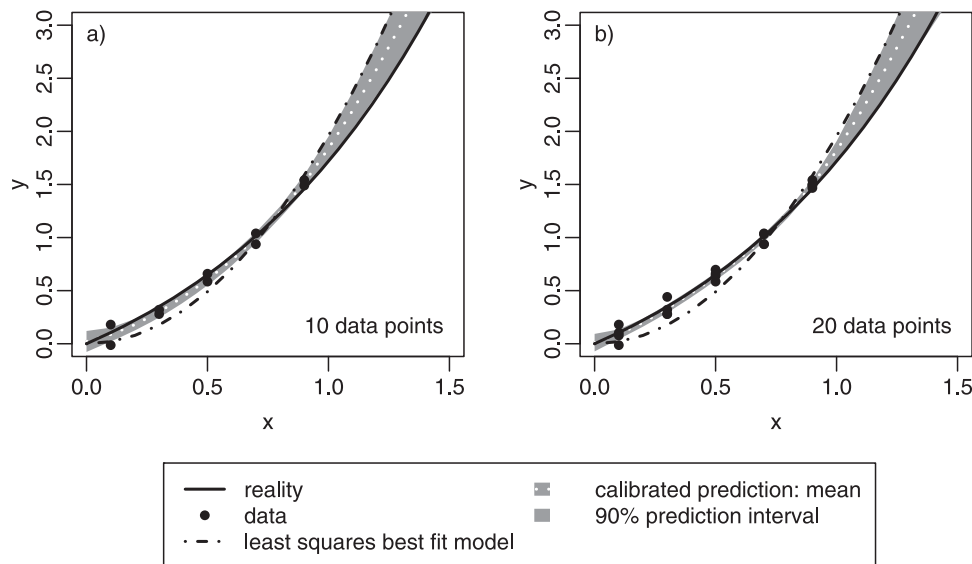 a)
3.0
2.5
2.0
1.5
1.0
0.5
0.0
y
10 data points
0.0 0.5 1.0 1.5
x
b)
3.0
2.5
2.0
1.5
1.0
0.5
0.0
y
20 data points
0.0 0.5 1.0 1.5
x
reality
data
least squares best fit model
calibrated prediction: mean
90% prediction interval